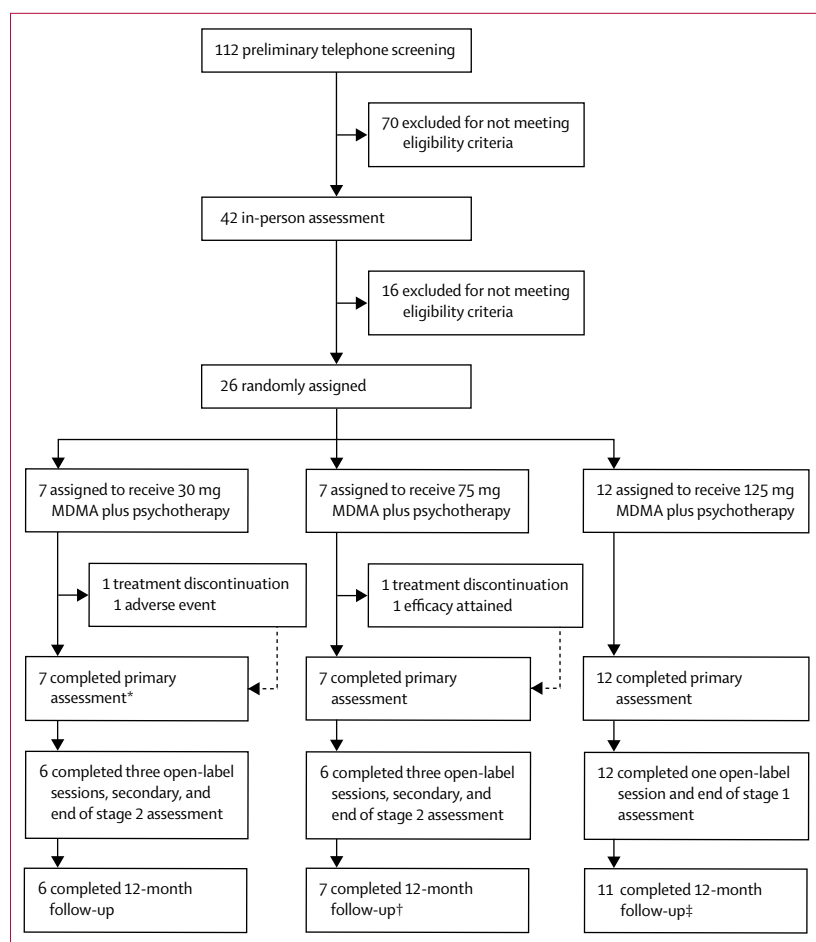 112 preliminary telephone screening
70 excluded for not meeting
eligibility criteria
42 in-person assessment
16 excluded for not meeting
eligibility criteria
26 randomly assigned
7 assigned to receive 30 mg
MDMA plus psychotherapy
7 assigned to receive 75 mg
MDMA plus psychotherapy
12 assigned to receive 125 mg
MDMA plus psychotherapy
1 treatment discontinuation
1 adverse event
1 treatment discontinuation
1 efficacy attained
7 completed primary
assessment*
7 completed primary
assessment
12 completed primary
assessment
6 completed three open-label
sessions, secondary, and
end of stage 2 assessment
6 completed three open-label
sessions, secondary, and
end of stage 2 assessment
12 completed one open-label
session and end of stage 1
assessment
6 completed 12-month
follow-up
7 completed 12-month
follow-up†
11 completed 12-month
follow-up‡